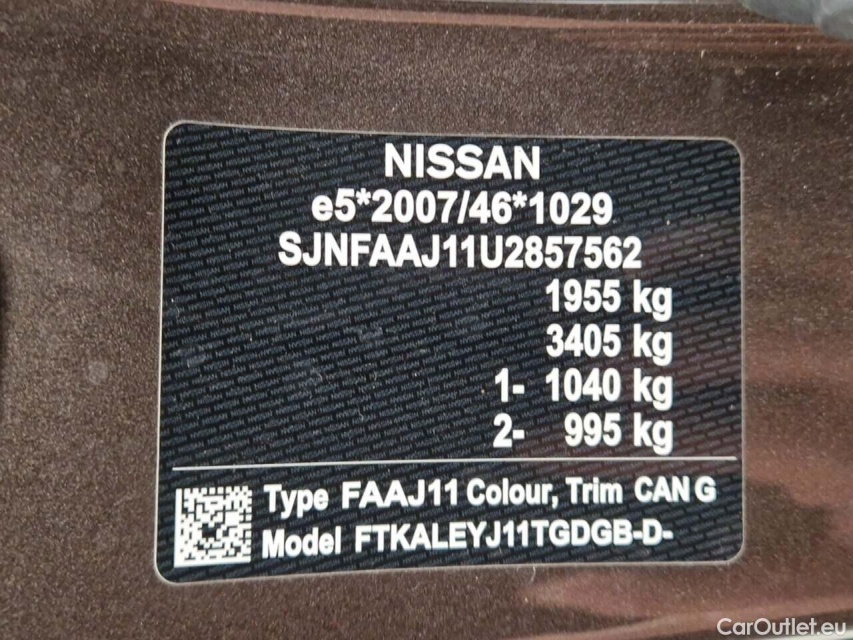 NISSAN
e5*2007/46*1029
SJNFAAJ11U2857562
1955 kg
3405 kg
1- 1040 kg
2- 995 kg
Type FAAJ11 Colour, Trim CAN G
Model FTKALEYJ11TGDGB-D-
CarOutlet.eu